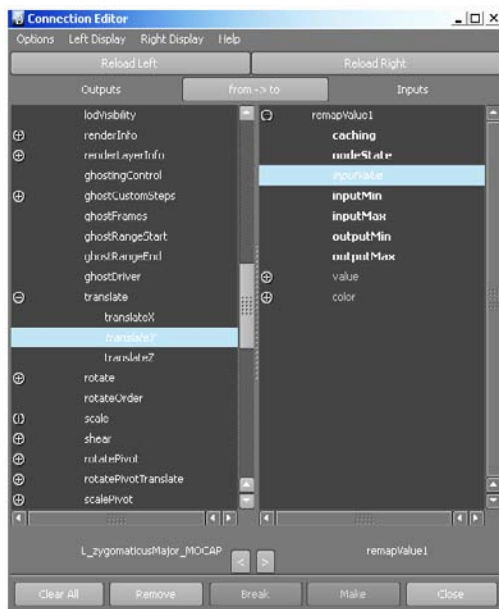 Connection Editor
Options Left Display Right Display Help
Reload Left Reload Right
Outputs from -> to Inputs
lodVisibility
renderInfo
renderLayerInfo
ghostingControl
ghostCustomSteps
ghostFrames
ghostRangeStart
ghostRangeEnd
ghostDriver
translate
translateX
translateY
translateZ
rotate
rotateOrder
scale
shear
rotatePivot
rotatePivotTranslate
scalePivot
remapValue1
caching
nodeState
inputValue
inputMin
inputMax
outputMin
outputMax
value
color
L_zygomaticusMajor_MOCAP < > remapValue1
Clear All Remove Break Make Close